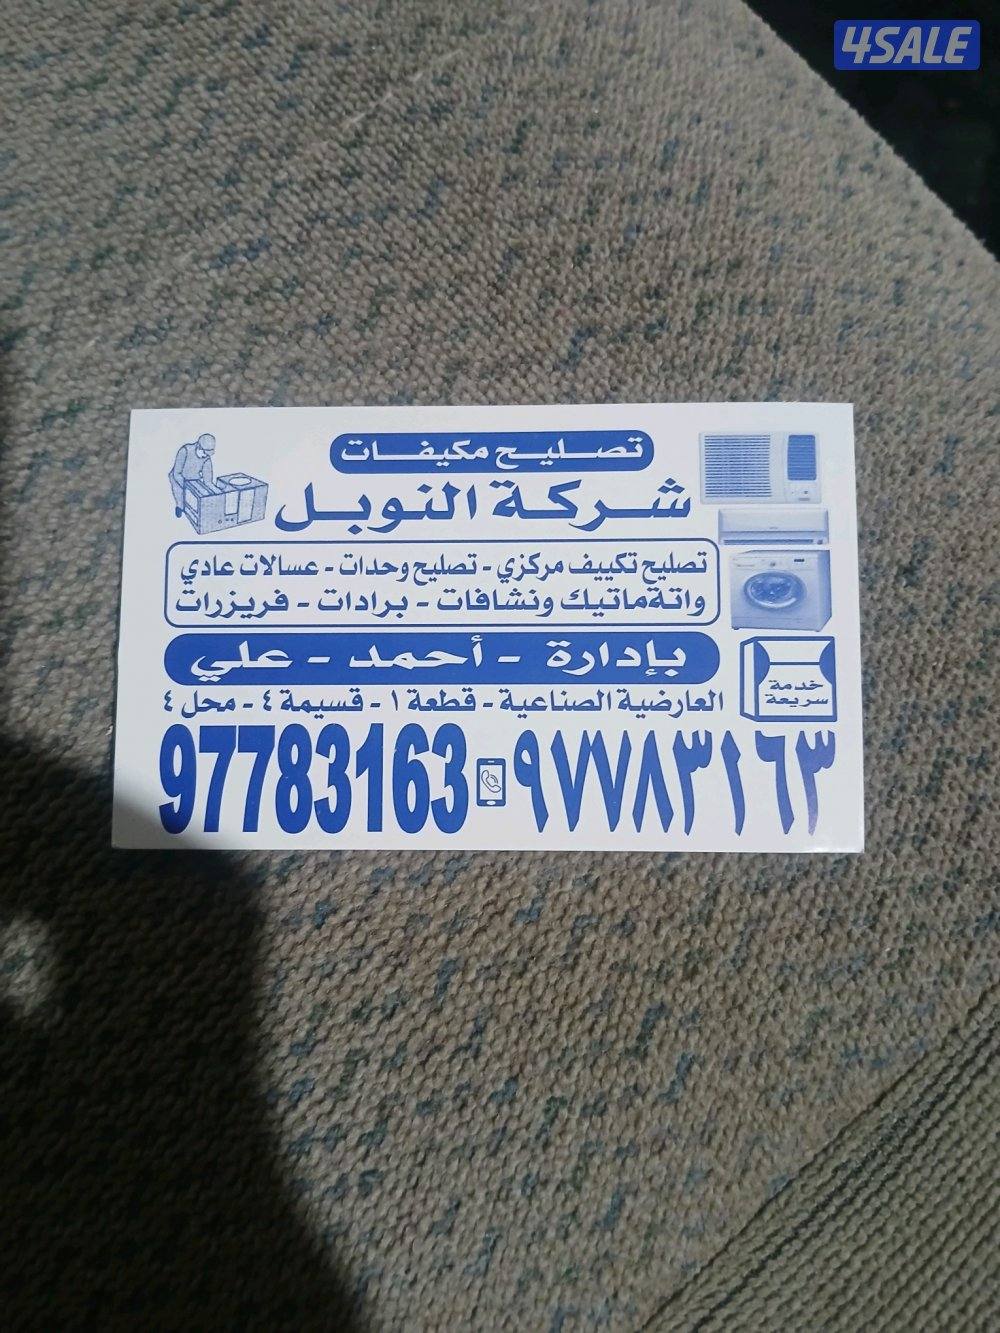 4SALE
تصليح مكيفات
شركة النوبل
تصليح تكييف مركزي - تصليح وحدات - عسالات عادي
واتةماتيك ونشافات - برادات - فريزرات
بإدارة - أحمد - علي
خدمة
سريعة
العارضية الصناعية - قطعة ١ - قسيمة ٤ - محل ٤
97783163 ٩٧٧٨٣١٦٣